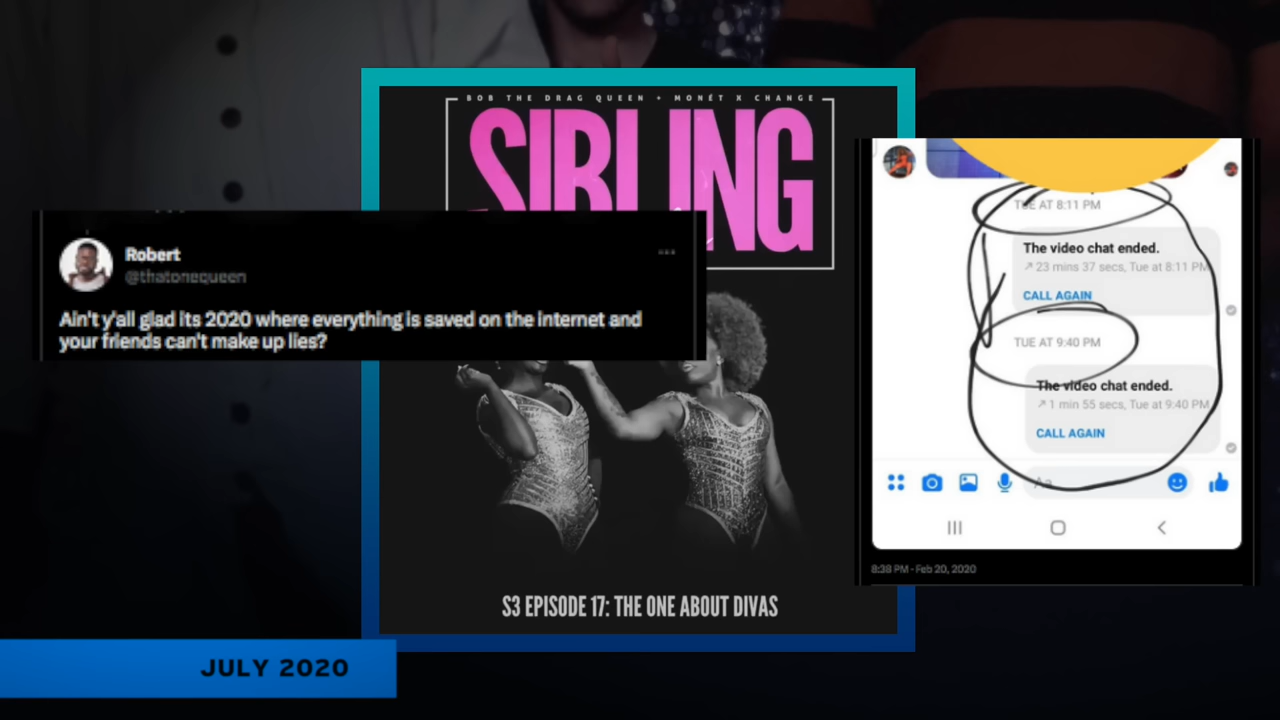 BOB THE DRAG QUEEN • MONÉT X CHANGE
SIBLING
Robert
@thatonequeen
Ain't y'all glad its 2020 where everything is saved on the internet and
your friends can't make up lies?
TUE AT 8:11 PM
The video chat ended.
23 mins 37 secs, Tue at 8:11 PM
CALL AGAIN
TUE AT 9:40 PM
The video chat ended.
1 min 55 secs, Tue at 9:40 PM
CALL AGAIN
Aa
8:38 PM - Feb 20, 2020
S3 EPISODE 17: THE ONE ABOUT DIVAS
JULY 2020